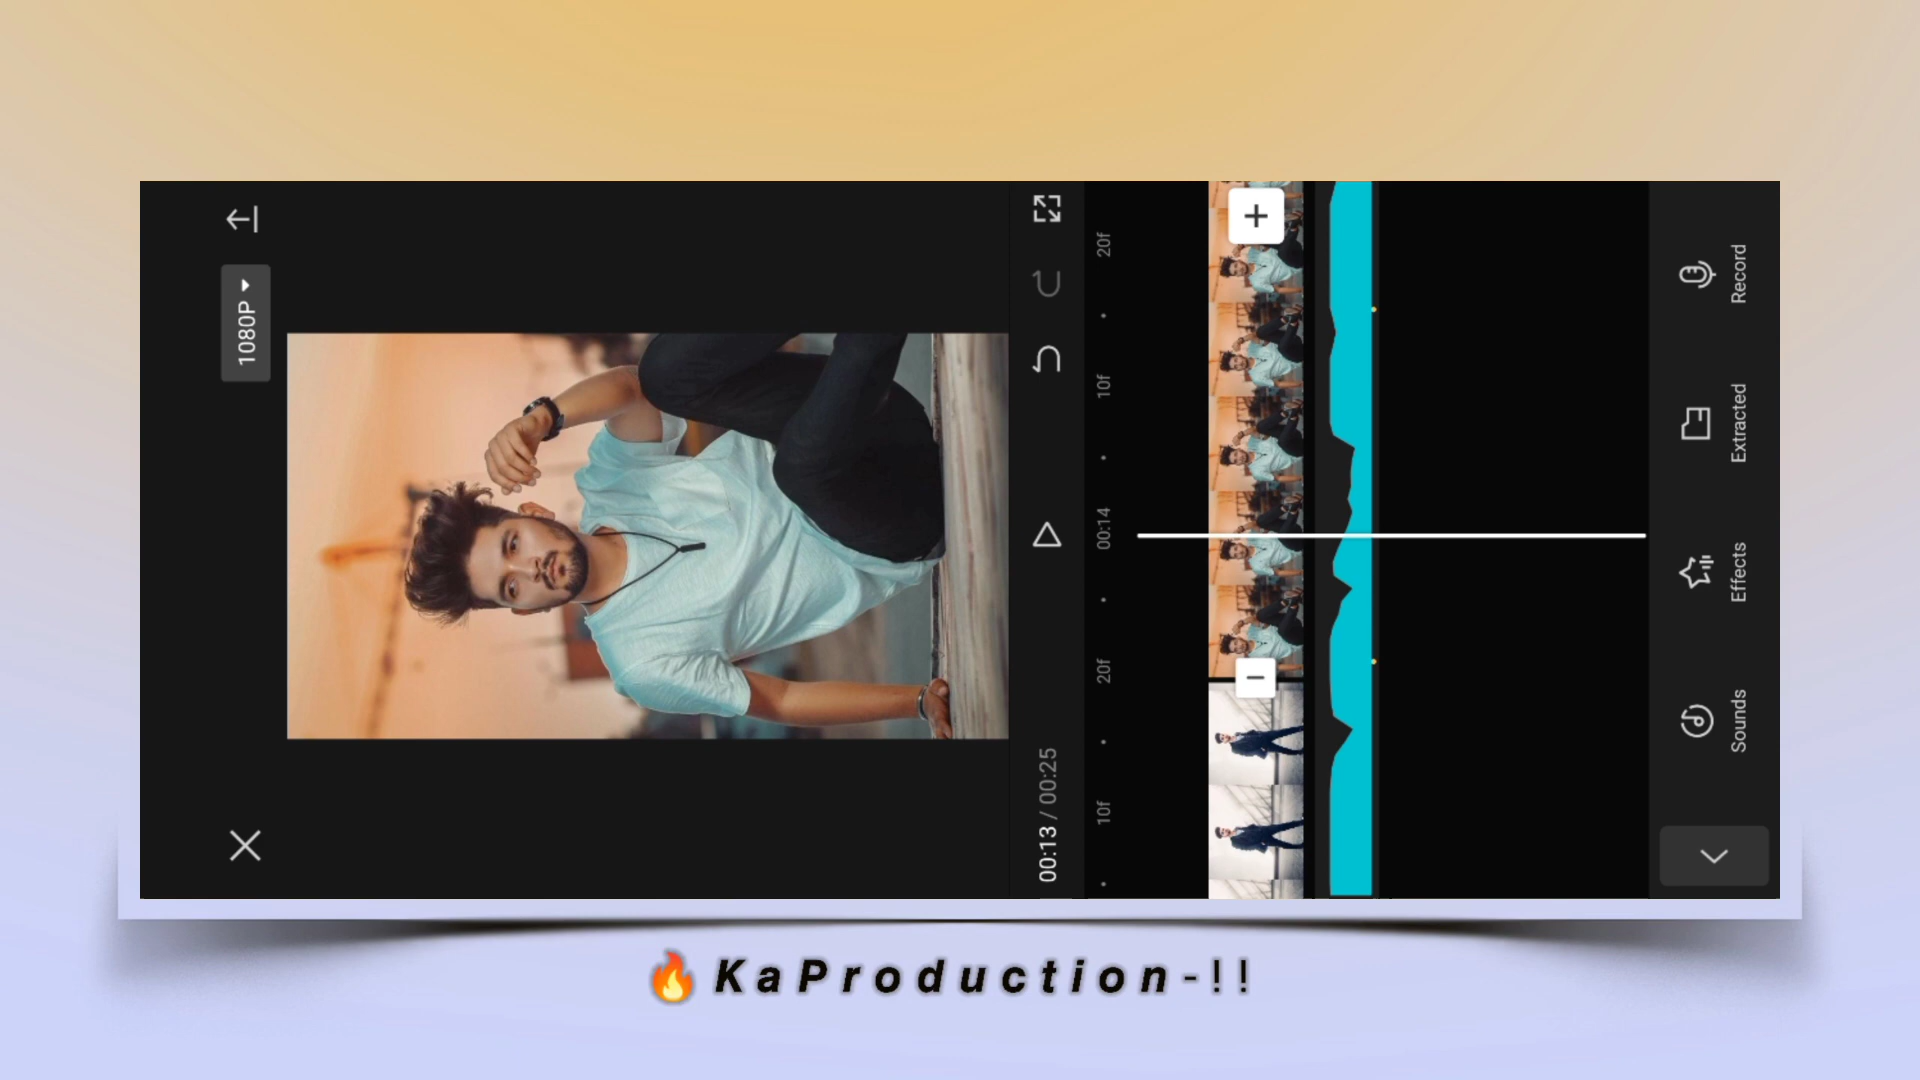 1080P
00:13 / 00:25
10f
20f
00:14
10f
20f
Sounds
Effects
Extracted
Record
🔥 KaProduction-!!